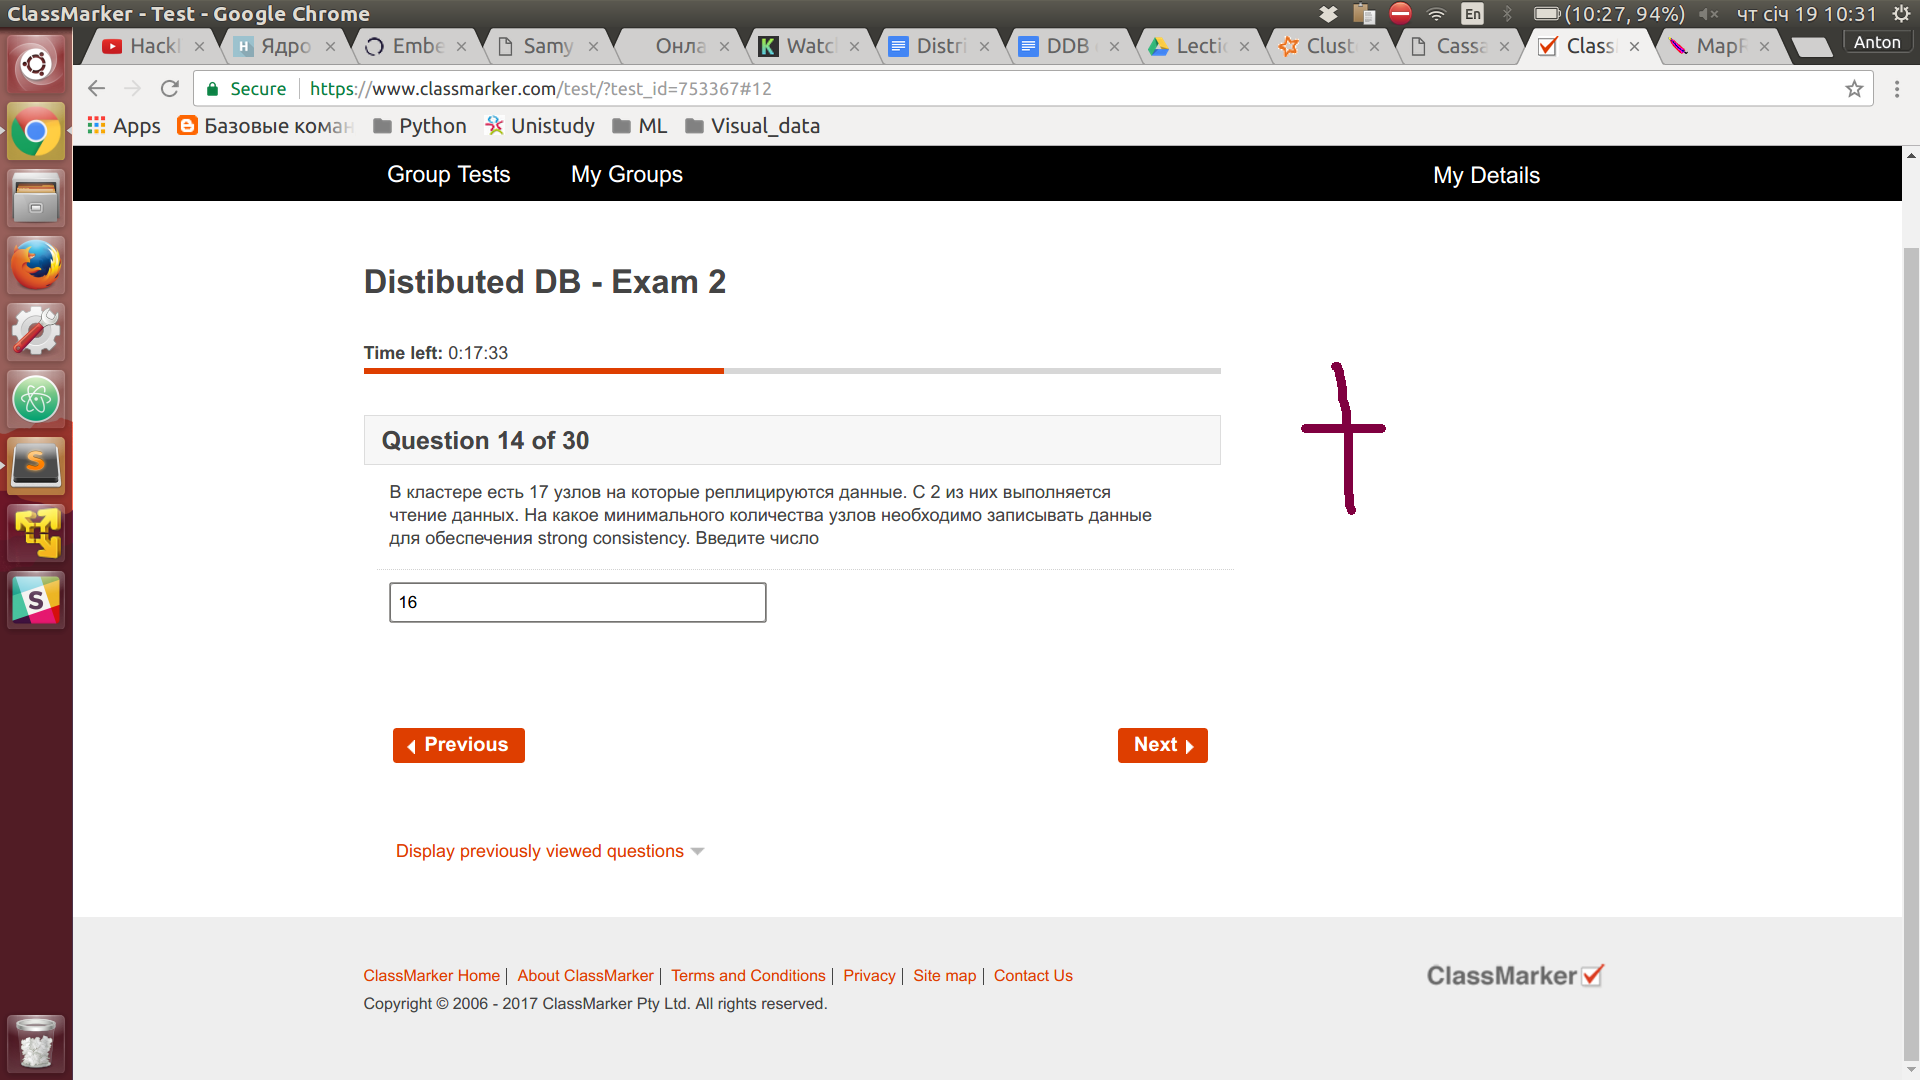 ClassMarker - Test - Google Chrome
En
(10:27, 94%)
чт січ 19 10:31
Hackl
Ядро
Embe
Samy
Онла
Watcl
Distri
DDB
Lectio
Clust
Cassa
Class
MapR
Anton
Secure
https://www.classmarker.com/test/?test_id=753367#12
Apps
Базовые коман
Python
Unistudy
ML
Visual_data
Group Tests
My Groups
My Details
Distibuted DB - Exam 2
Time left: 0:17:33
Question 14 of 30
В кластере есть 17 узлов на которые реплицируются данные. С 2 из них выполняется
чтение данных. На какое минимального количества узлов необходимо записывать данные
для обеспечения strong consistency. Введите число
16
Previous
Next
Display previously viewed questions
ClassMarker Home | About ClassMarker | Terms and Conditions | Privacy | Site map | Contact Us
Copyright © 2006 - 2017 ClassMarker Pty Ltd. All rights reserved.
ClassMarker